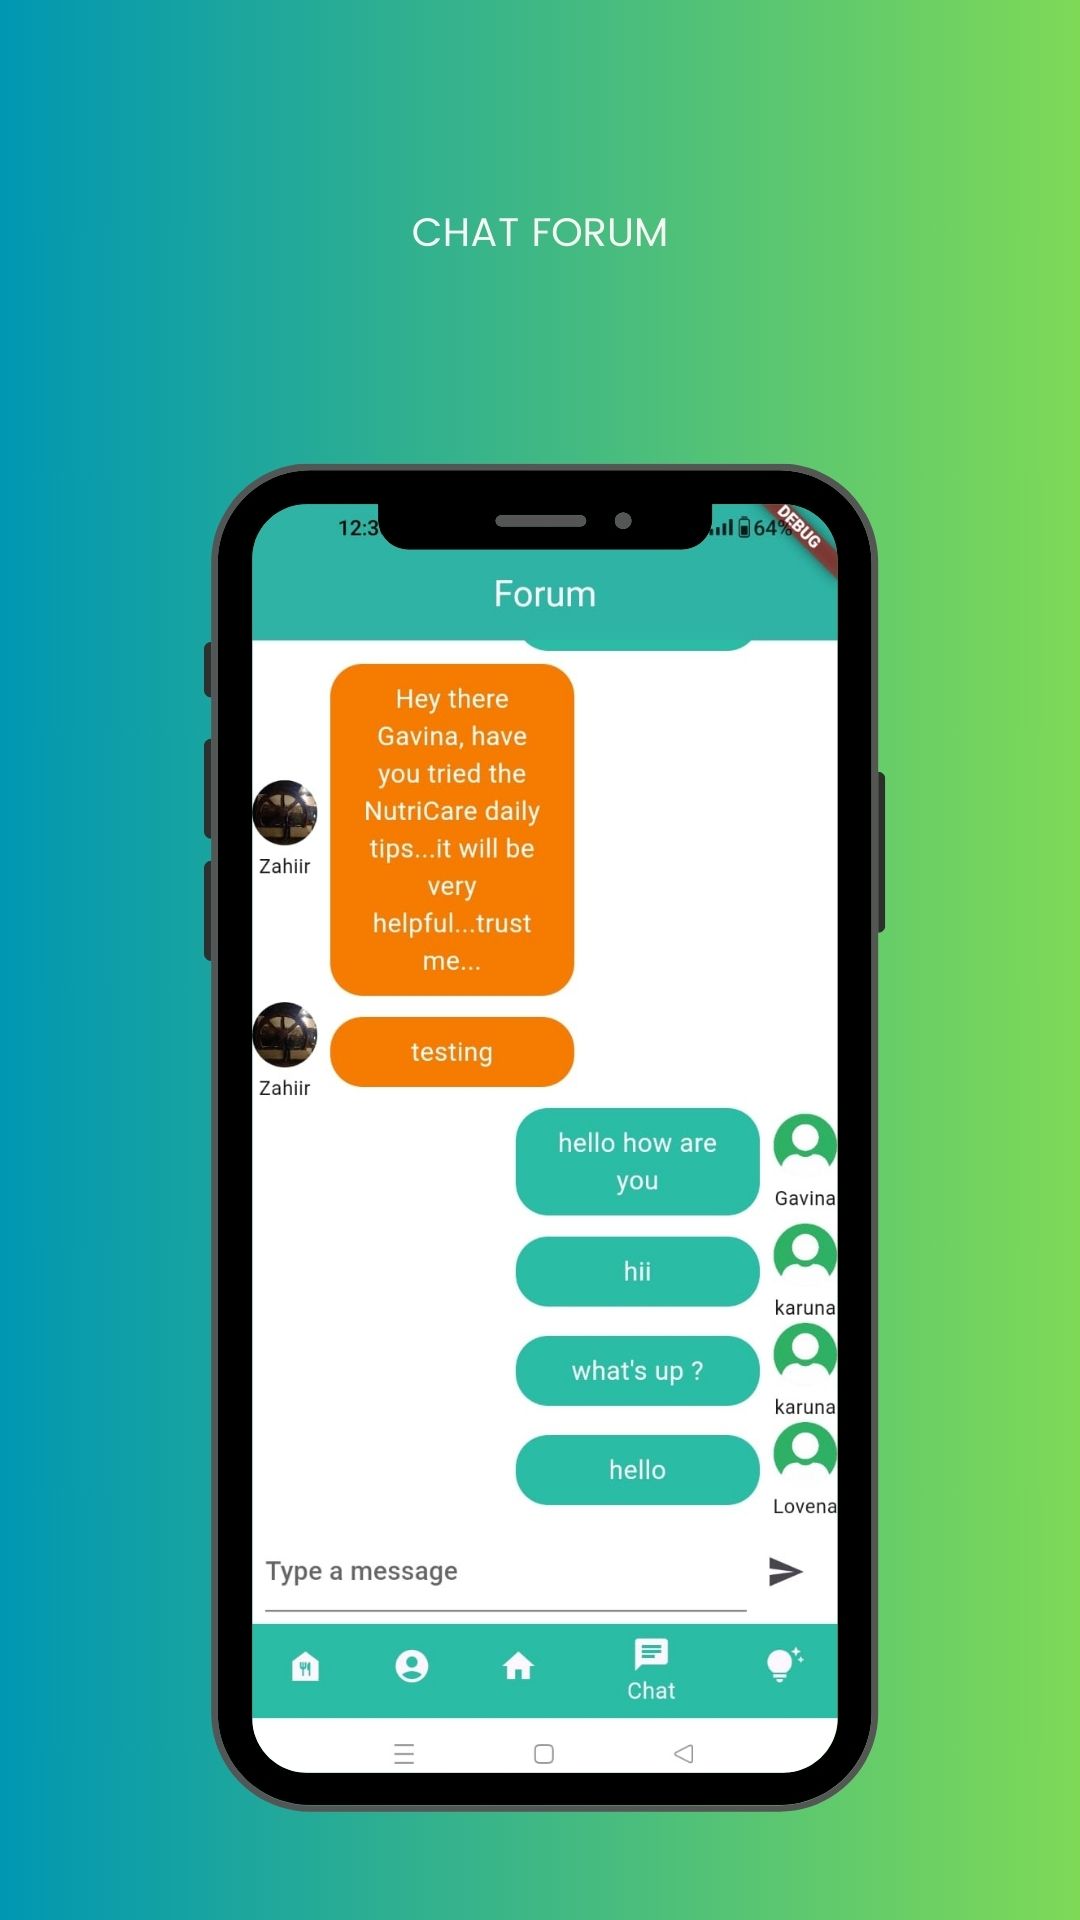 CHAT FORUM
12:3
64%
DEBUG
Forum
Hey there
Gavina, have
you tried the
NutriCare daily
tips...it will be
very
helpful...trust
me...
Zahiir
testing
Zahiir
hello how are
you
Gavina
hii
karuna
what's up ?
karuna
hello
Lovena
Type a message
Chat